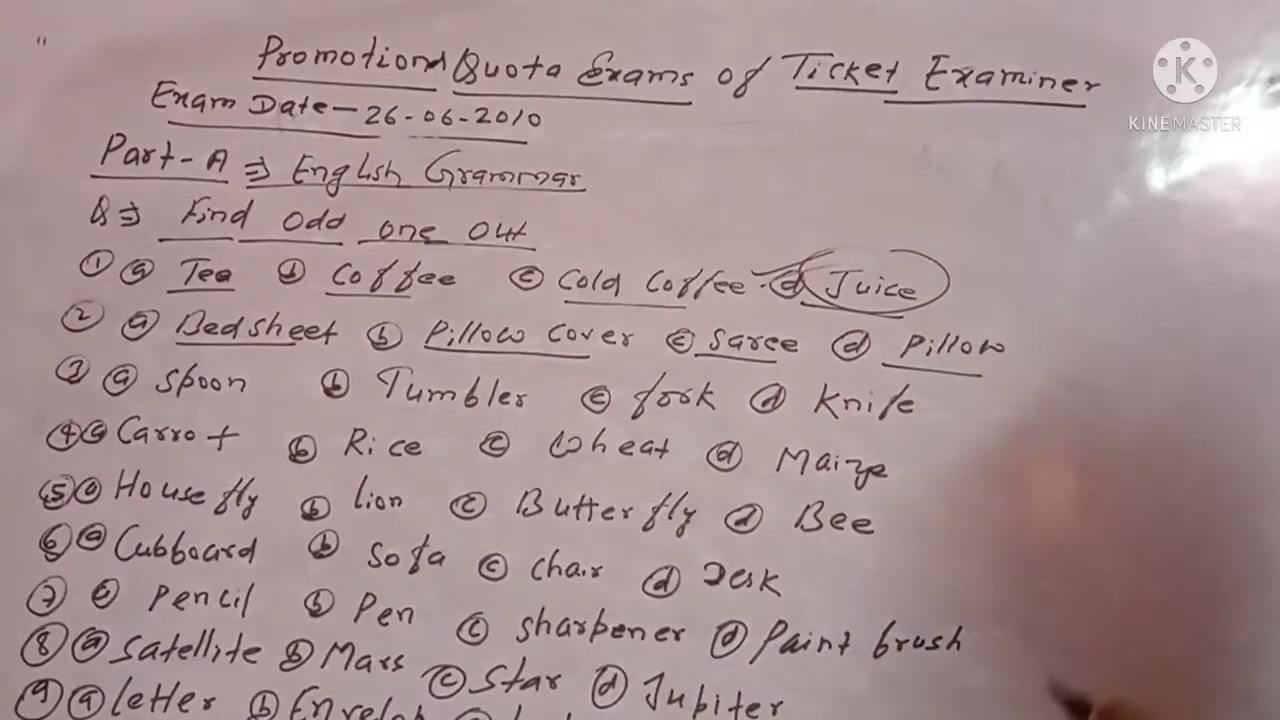 Promotiond Quota Exams of Ticket Examiner
KINEMASTER
Exam Date - 26-06-2010
Part-A ⇒ English Grammar
Q ⇒ Find odd one out
① ⓐ Tea ⓑ Coffee ⓒ Cold Coffee ⓓ Juice
② ⓐ Bedsheet ⓑ Pillow Cover ⓒ Saree ⓓ Pillow
③ ⓐ Spoon ⓑ Tumbler ⓒ fork ⓓ Knife
④ ⓐ Carrot ⓑ Rice ⓒ Wheat ⓓ Maize
⑤ ⓐ House fly ⓑ lion ⓒ Butterfly ⓓ Bee
⑥ ⓐ Cubboard ⓑ Sofa ⓒ chair ⓓ Desk
⑦ ⓐ Pencil ⓑ Pen ⓒ sharpener ⓓ Paint brush
⑧ ⓐ Satellite ⓑ Mars ⓒ Star ⓓ Jupiter
⑨ ⓐ letter ⓑ